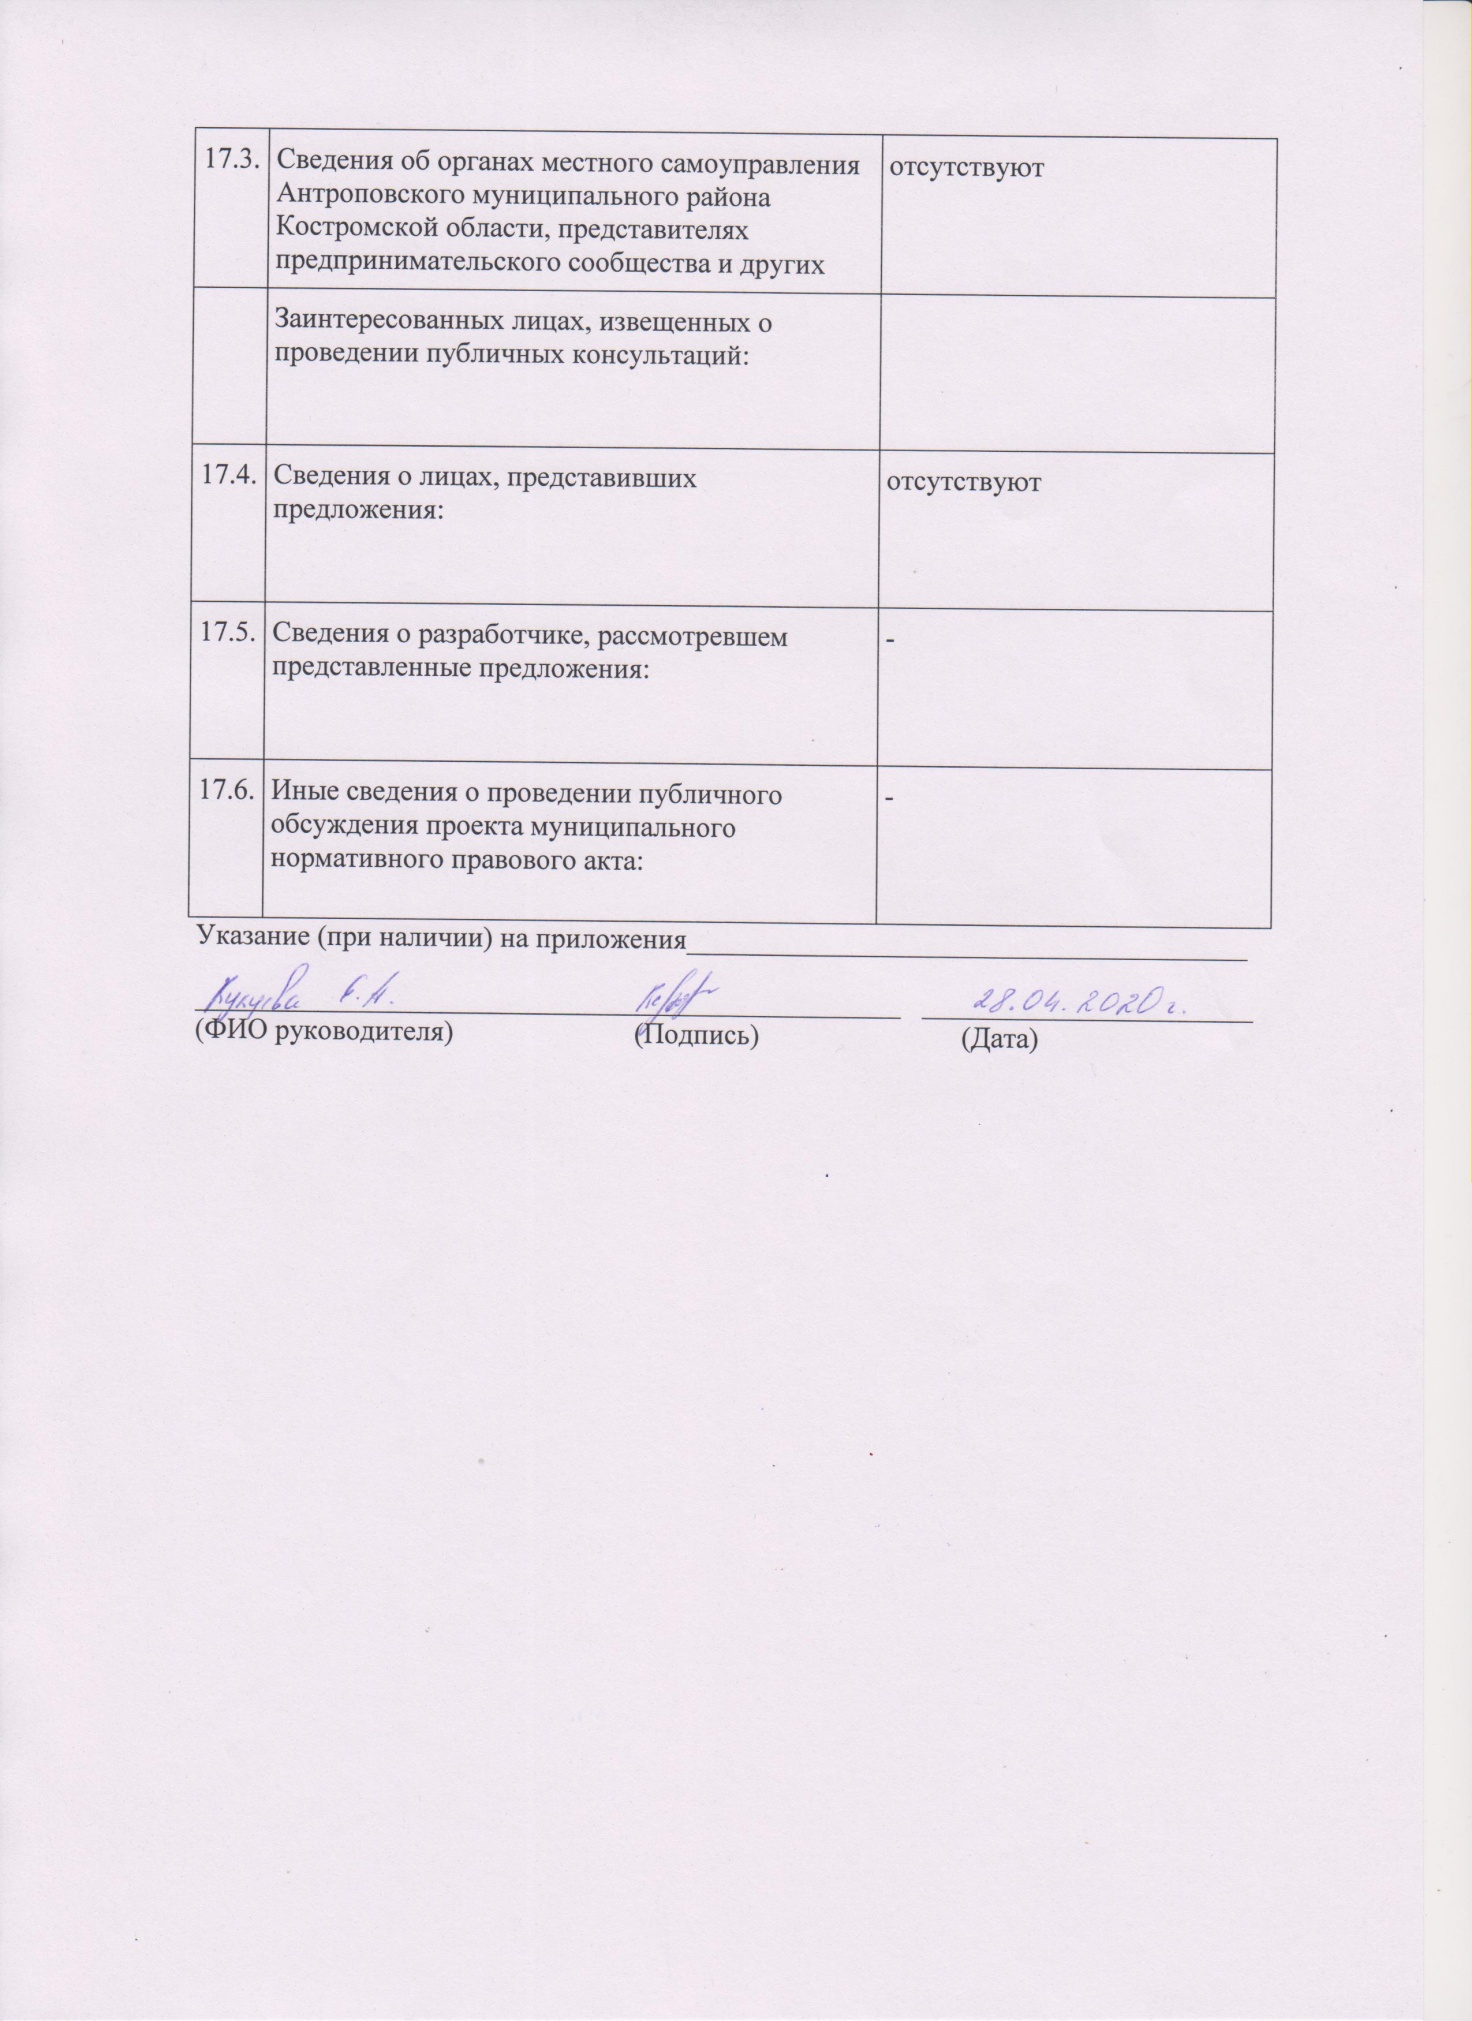 17.3. Сведения об органах местного самоуправления отсутствуют
Антроповского муниципального района
Костромской области, представителях
предпринимательского сообщества и других
Заинтересованных лицах, извещенных о
проведении публичных консультаций:
17.4. Сведения о лицах, представивших отсутствуют
предложения:
17.5. Сведения о разработчике, рассмотревшем -
представленные предложения:
17.6. Иные сведения о проведении публичного -
обсуждения проекта муниципального
нормативного правового акта:
Указание (при наличии) на приложения
28.04.2020г.
(ФИО руководителя) (Подпись) (Дата)